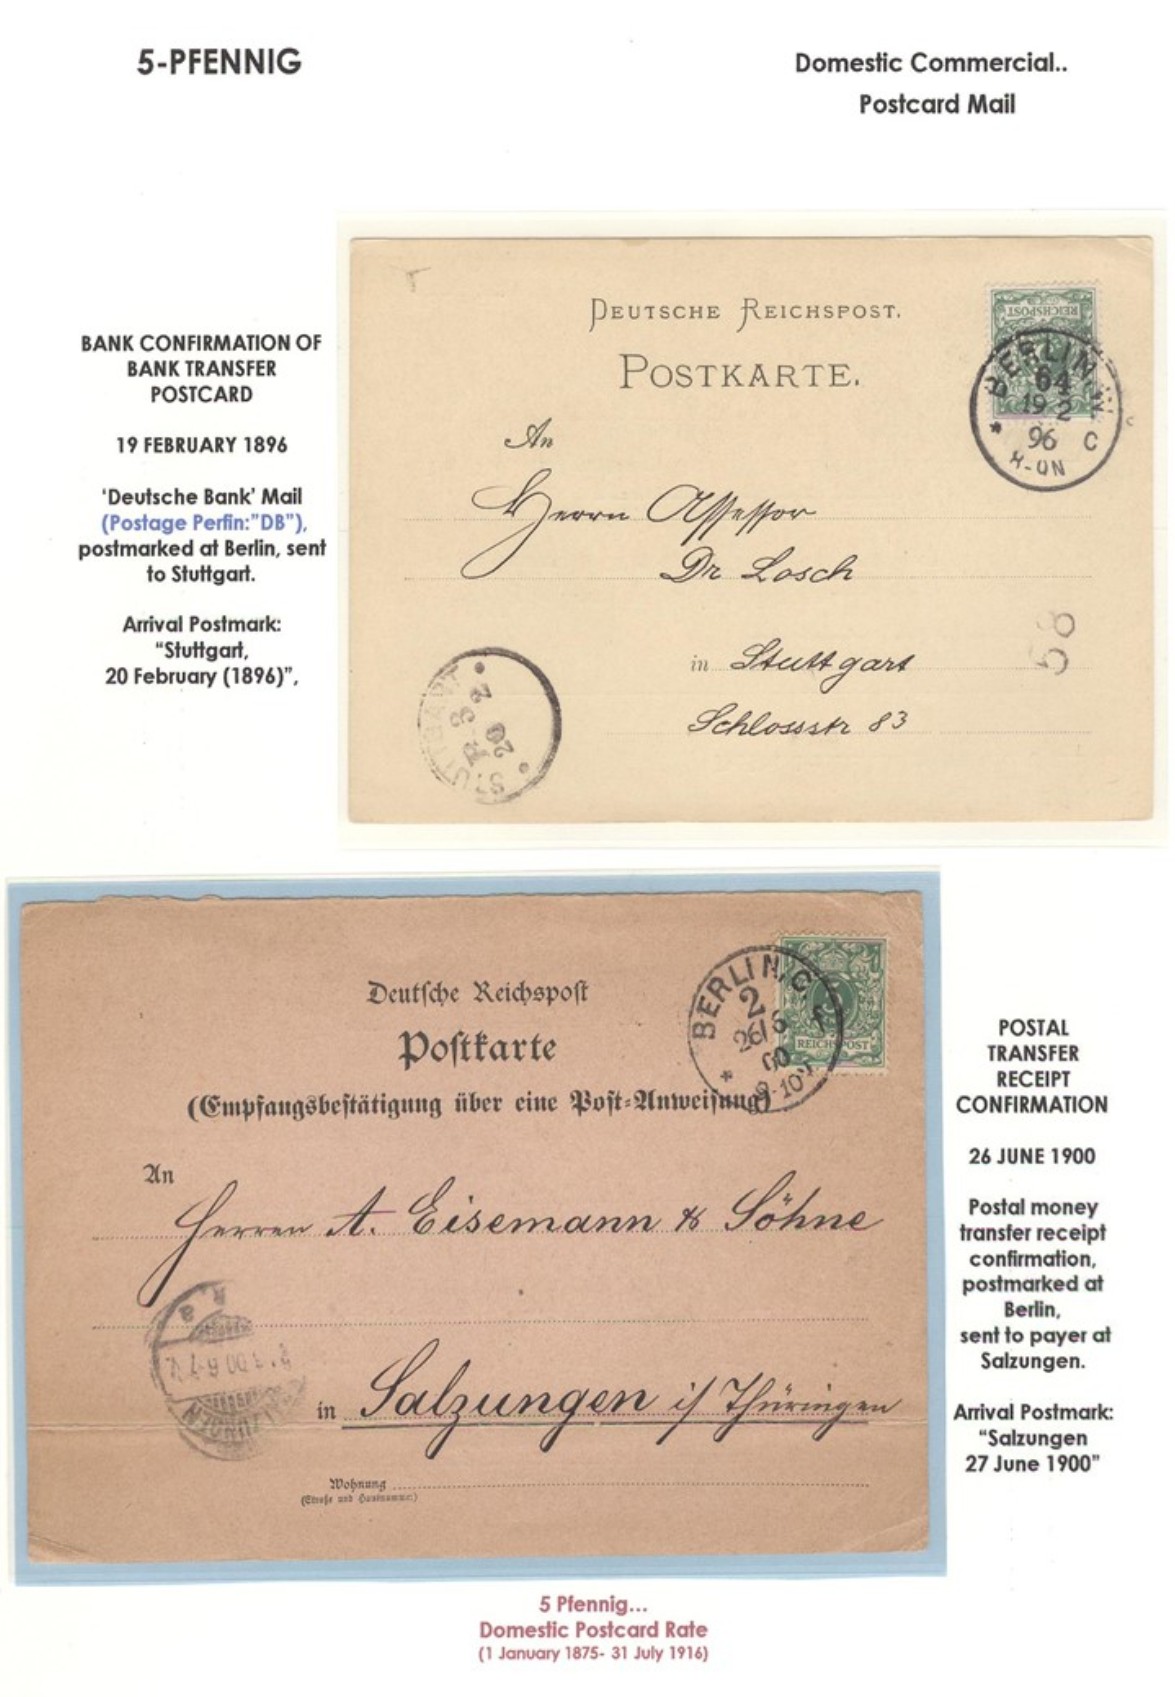 5-PFENNIG
Domestic Commercial..
Postcard Mail
BANK CONFIRMATION OF
BANK TRANSFER
POSTCARD
19 FEBRUARY 1896
‘Deutsche Bank’ Mail
(Postage Perfin:”DB”),
postmarked at Berlin, sent
to Stuttgart.
Arrival Postmark:
“Stuttgart,
20 February (1896)”,
DEUTSCHE REICHSPOST.
POSTKARTE.
REICHSPOST
BERLIN, W
64
19 2
96
C
An
Herrn Assessor
Dr Losch
in Stuttgart
Schlossstr 83
58
STUTTGART
20 2
Deutsche Reichspost
Postkarte
(Empfangsbestätigung über eine Post-Anweisung)
BERLIN, C.
2
26/6
00
REICHSPOST
An
Herren A. Eisemann & Söhne
in Salzungen i/ Thüringen
Wohnung
(Straße und Hausnummer)
POSTAL
TRANSFER
RECEIPT
CONFIRMATION
26 JUNE 1900
Postal money
transfer receipt
confirmation,
postmarked at
Berlin,
sent to payer at
Salzungen.
Arrival Postmark:
“Salzungen
27 June 1900”
5 Pfennig...
Domestic Postcard Rate
(1 January 1875- 31 July 1916)